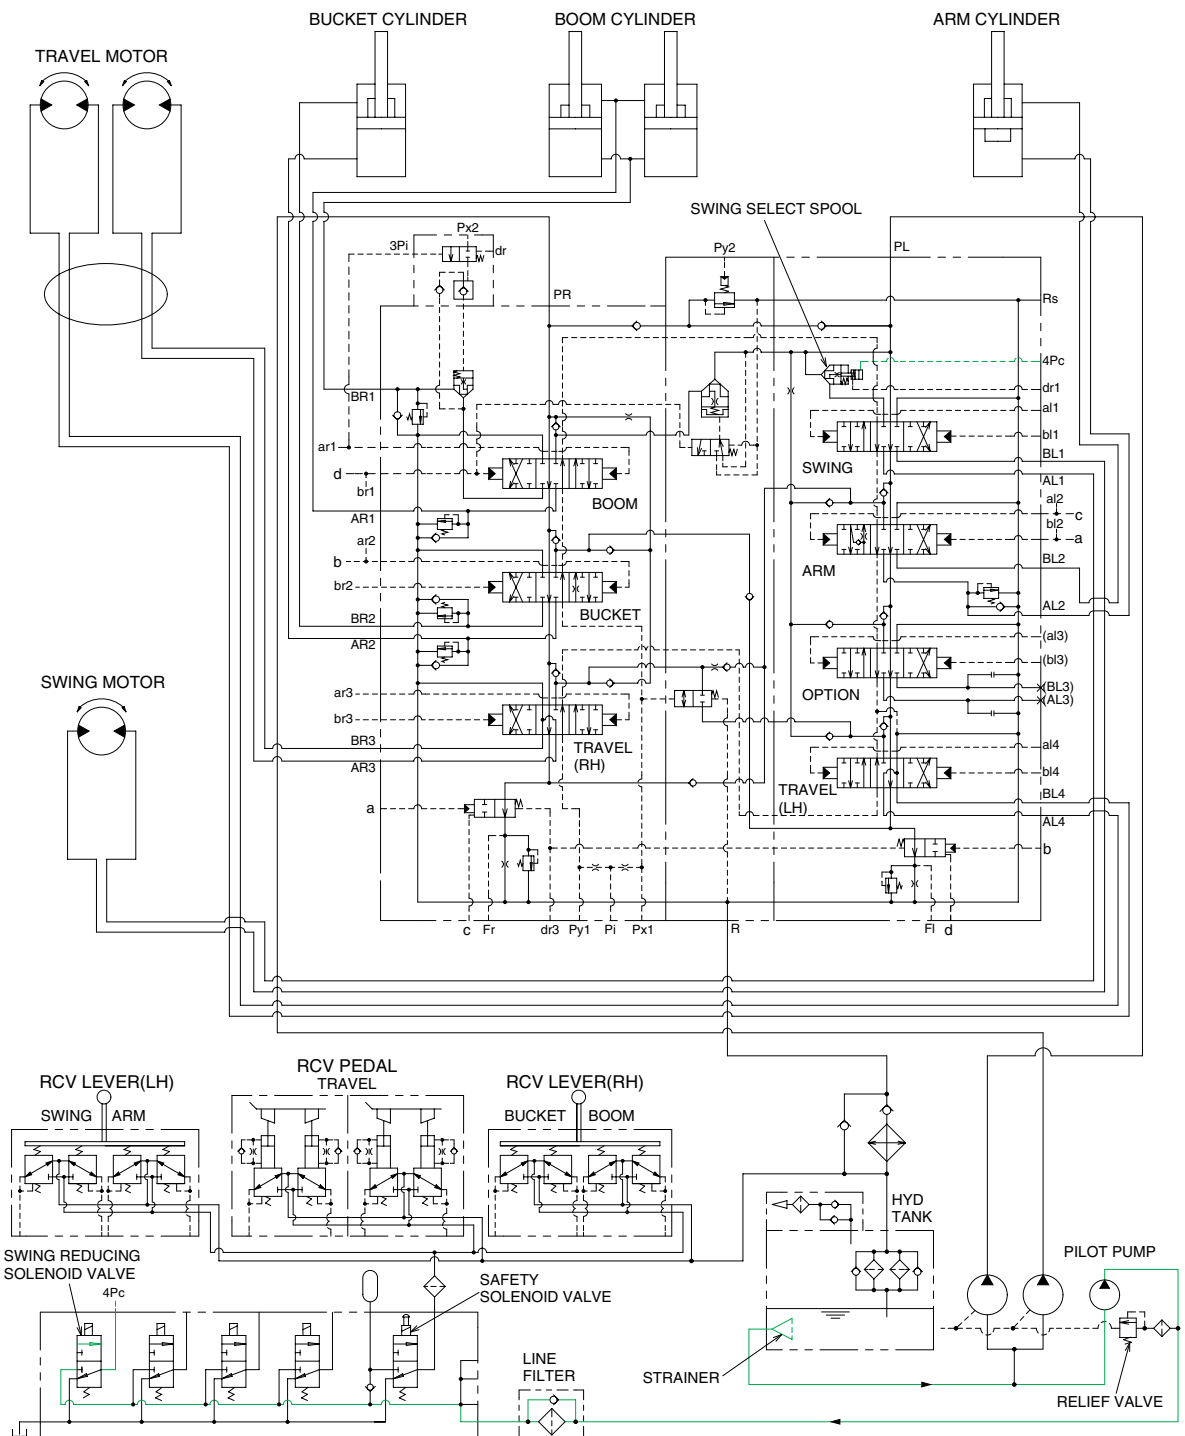 BUCKET CYLINDER
BOOM CYLINDER
ARM CYLINDER
TRAVEL MOTOR
SWING SELECT SPOOL
Px2
3Pi
dr
Py2
PL
PR
Rs
4Pc
dr1
BR1
al1
ar1
bl1
SWING
BL1
d
BOOM
AL1
br1
al2
c
AR1
bl2
ar2
a
b
ARM
BL2
br2
BUCKET
BR2
AL2
AR2
(al3)
(bl3)
SWING MOTOR
ar3
OPTION
(BL3)
(AL3)
br3
BR3
TRAVEL
(RH)
al4
AR3
bl4
TRAVEL
(LH)
BL4
a
AL4
b
c
Fr
dr3
Py1
Pi
Px1
R
Fl
d
RCV LEVER(LH)
RCV PEDAL
TRAVEL
RCV LEVER(RH)
SWING
ARM
BUCKET
BOOM
HYD
TANK
SWING REDUCING
SOLENOID VALVE
4Pc
SAFETY
SOLENOID VALVE
PILOT PUMP
LINE
FILTER
STRAINER
RELIEF VALVE